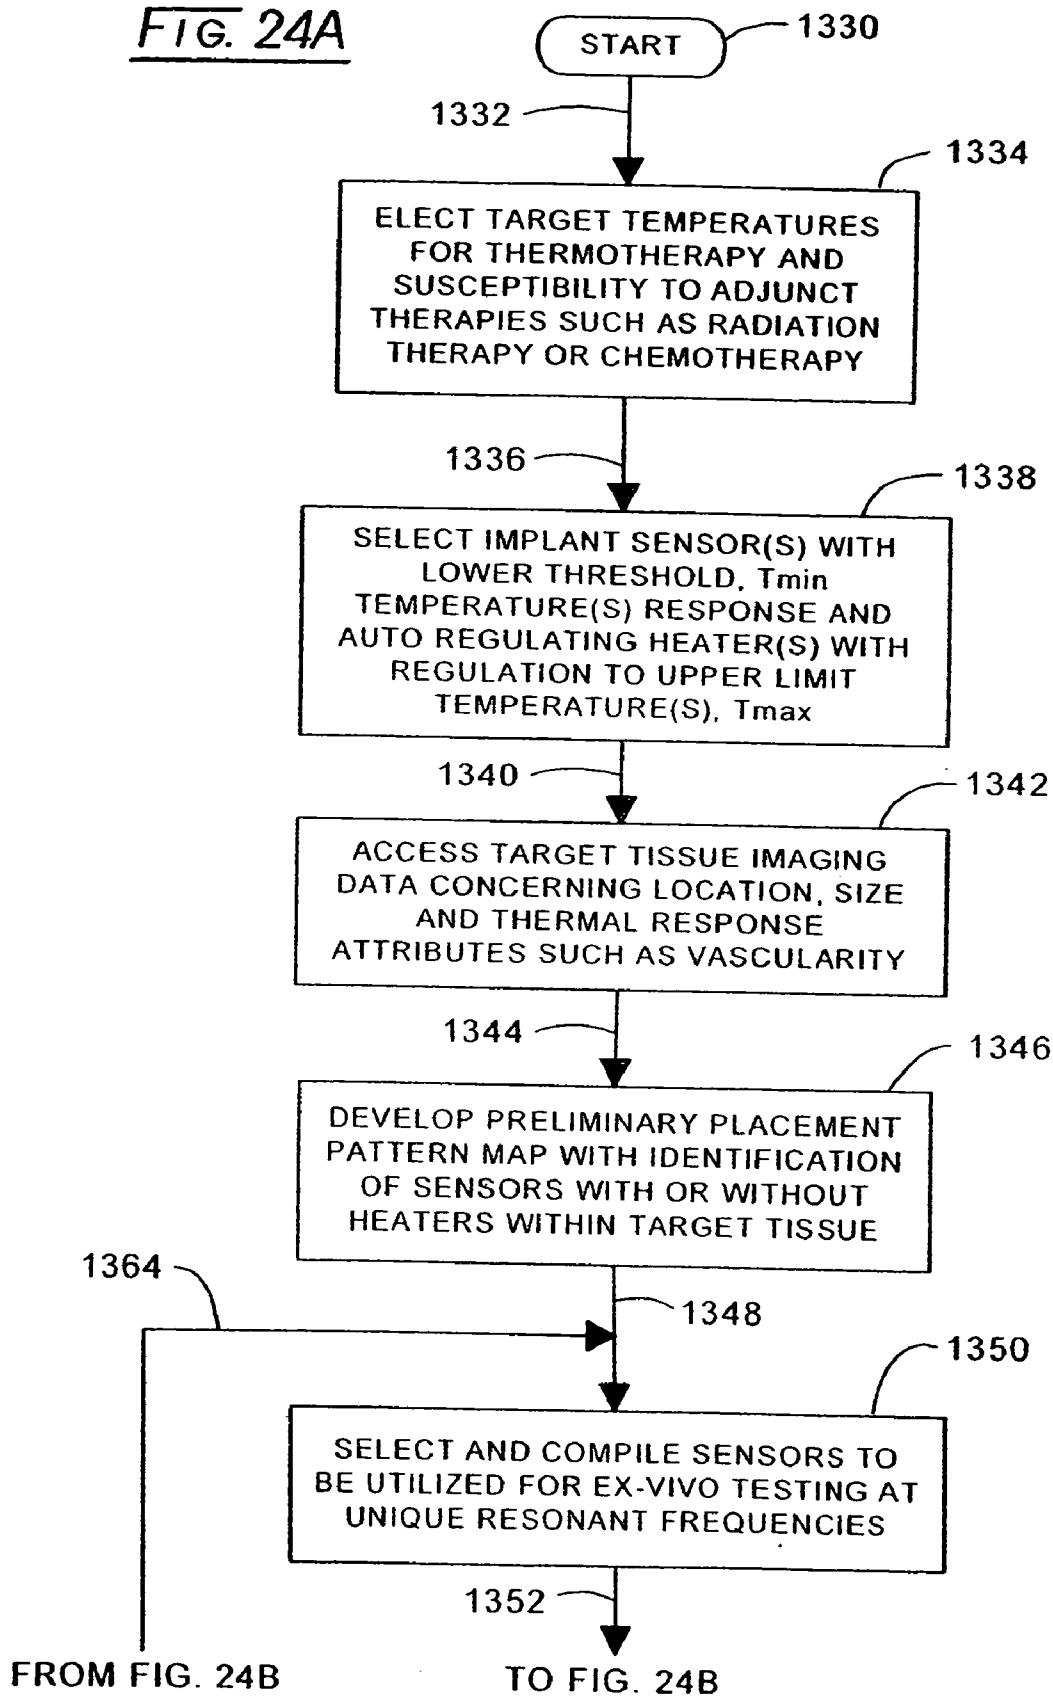 FIG. 24A
START
1330
1332
1334
ELECT TARGET TEMPERATURES
FOR THERMOTHERAPY AND
SUSCEPTIBILITY TO ADJUNCT
THERAPIES SUCH AS RADIATION
THERAPY OR CHEMOTHERAPY
1336
1338
SELECT IMPLANT SENSOR(S) WITH
LOWER THRESHOLD, Tmin
TEMPERATURE(S) RESPONSE AND
AUTO REGULATING HEATER(S) WITH
REGULATION TO UPPER LIMIT
TEMPERATURE(S), Tmax
1340
1342
ACCESS TARGET TISSUE IMAGING
DATA CONCERNING LOCATION, SIZE
AND THERMAL RESPONSE
ATTRIBUTES SUCH AS VASCULARITY
1344
1346
DEVELOP PRELIMINARY PLACEMENT
PATTERN MAP WITH IDENTIFICATION
OF SENSORS WITH OR WITHOUT
HEATERS WITHIN TARGET TISSUE
1364
1348
1350
SELECT AND COMPILE SENSORS TO
BE UTILIZED FOR EX-VIVO TESTING AT
UNIQUE RESONANT FREQUENCIES
1352
FROM FIG. 24B
TO FIG. 24B